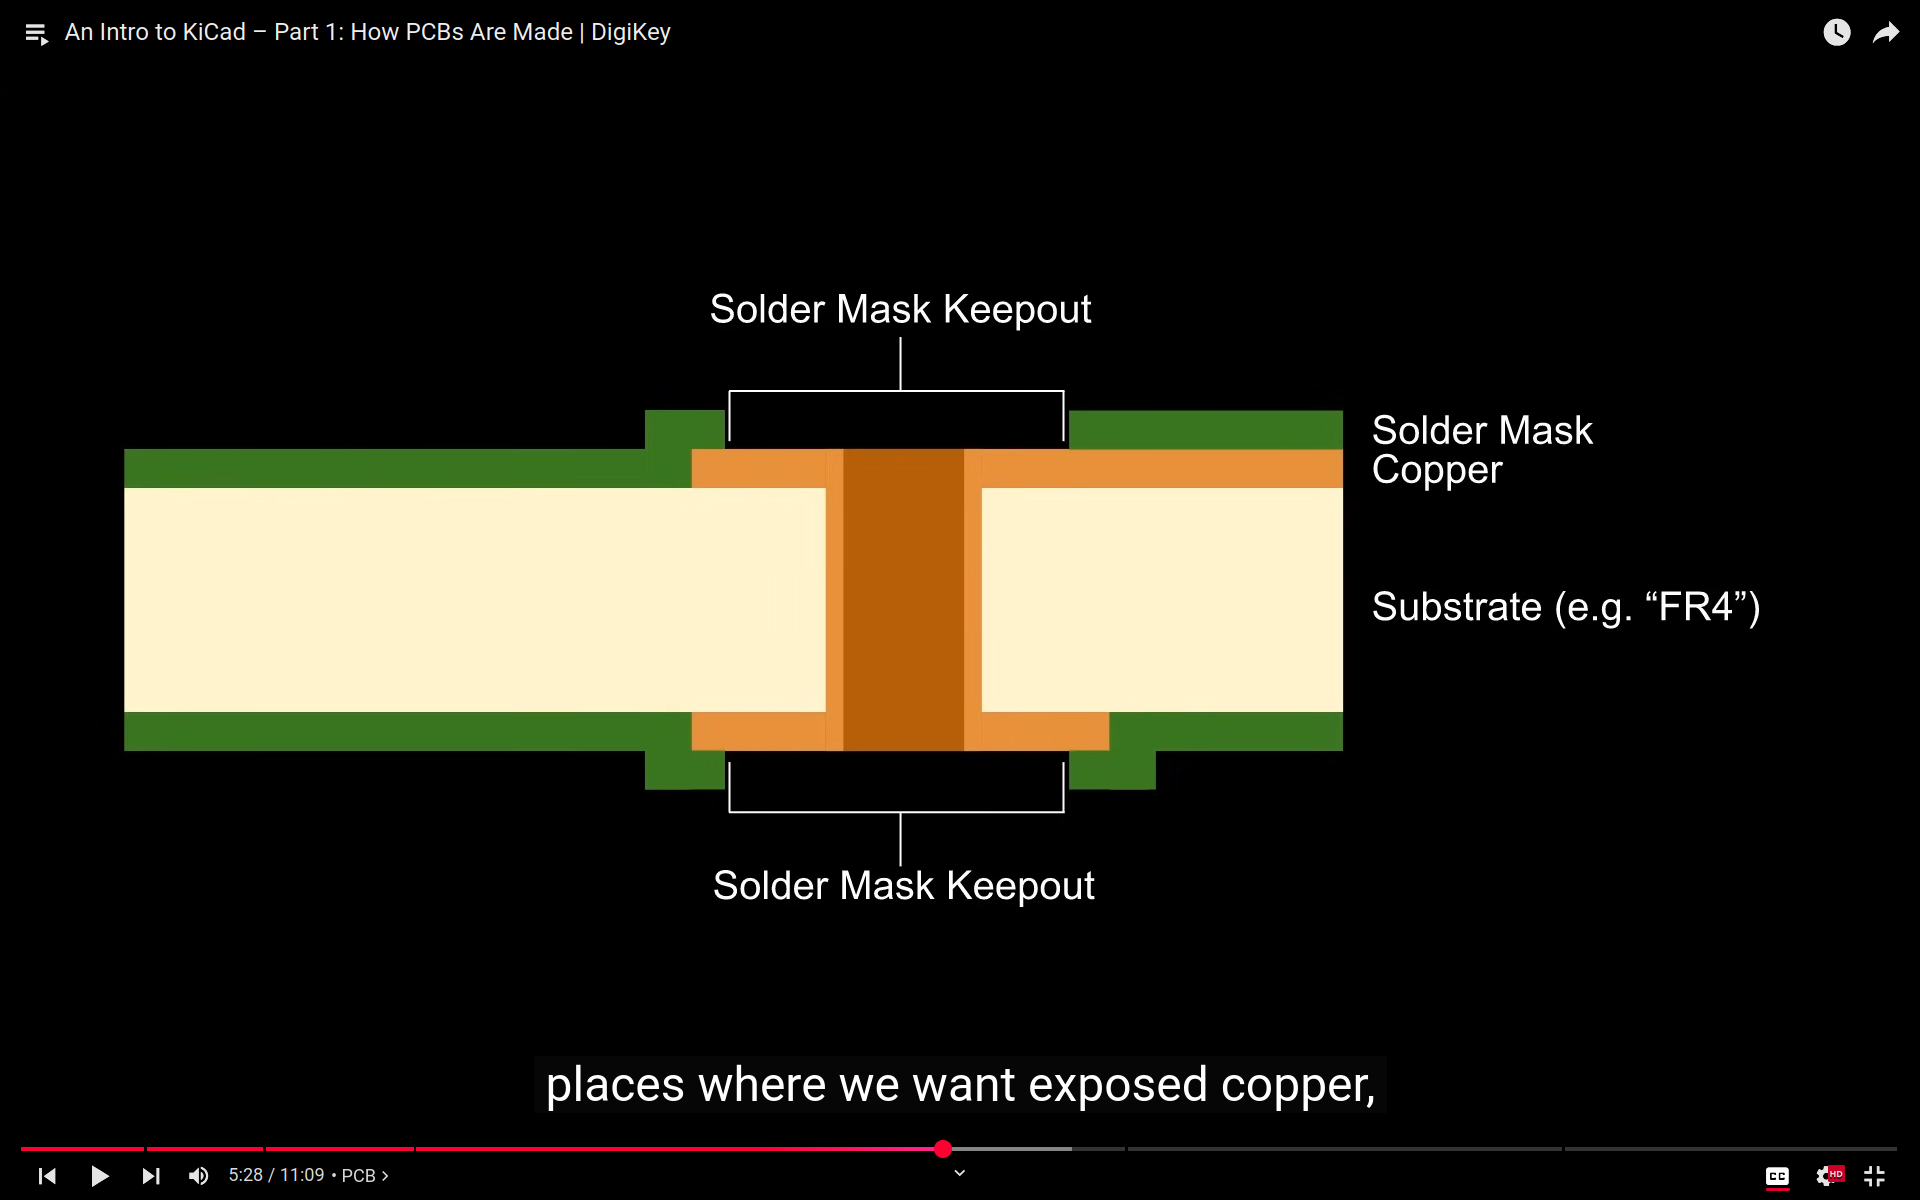 An Intro to KiCad – Part 1: How PCBs Are Made | DigiKey
Solder Mask Keepout
Solder Mask
Copper
Substrate (e.g. “FR4”)
Solder Mask Keepout
places where we want exposed copper,
5:28 / 11:09 • PCB >
CC
HD